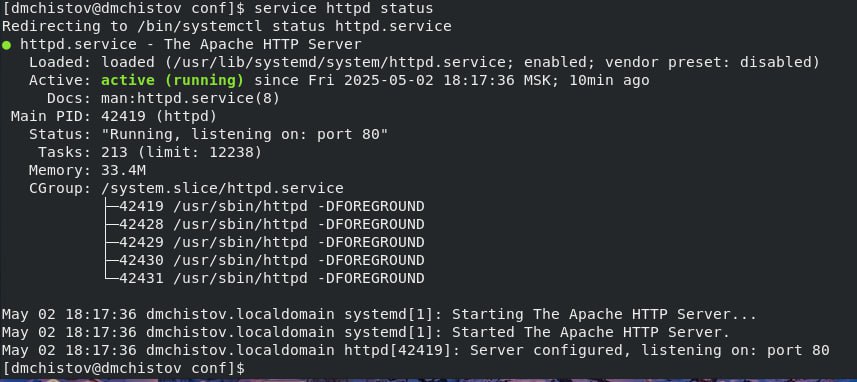 [dmchistov@dmchistov conf]$ service httpd status
Redirecting to /bin/systemctl status httpd.service
● httpd.service - The Apache HTTP Server
   Loaded: loaded (/usr/lib/systemd/system/httpd.service; enabled; vendor preset: disabled)
   Active: active (running) since Fri 2025-05-02 18:17:36 MSK; 10min ago
     Docs: man:httpd.service(8)
 Main PID: 42419 (httpd)
   Status: "Running, listening on: port 80"
    Tasks: 213 (limit: 12238)
   Memory: 33.4M
   CGroup: /system.slice/httpd.service
           ├─42419 /usr/sbin/httpd -DFOREGROUND
           ├─42428 /usr/sbin/httpd -DFOREGROUND
           ├─42429 /usr/sbin/httpd -DFOREGROUND
           ├─42430 /usr/sbin/httpd -DFOREGROUND
           └─42431 /usr/sbin/httpd -DFOREGROUND

May 02 18:17:36 dmchistov.localdomain systemd[1]: Starting The Apache HTTP Server...
May 02 18:17:36 dmchistov.localdomain systemd[1]: Started The Apache HTTP Server.
May 02 18:17:36 dmchistov.localdomain httpd[42419]: Server configured, listening on: port 80
[dmchistov@dmchistov conf]$